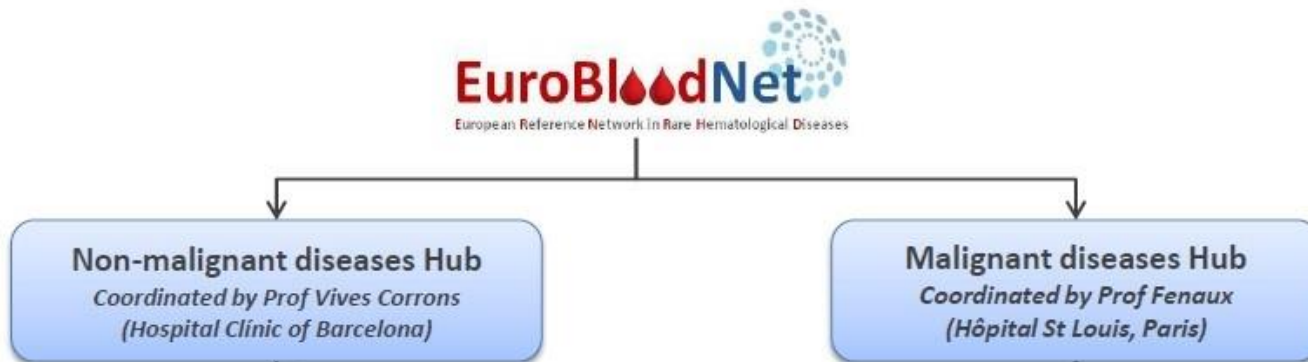 EuroBloodNet
European Reference Network in Rare Hematological Diseases
Non-malignant diseases Hub
Coordinated by Prof Vives Corrons
(Hospital Clínic of Barcelona)
Malignant diseases Hub
Coordinated by Prof Fenaux
(Hôpital St Louis, Paris)